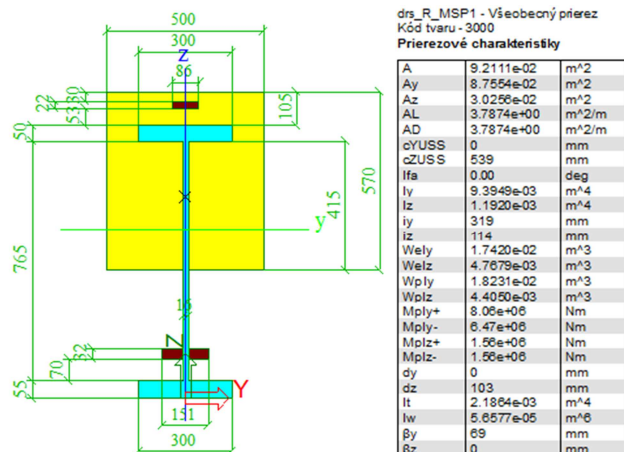 500
300
z
86
22
30
53
105
50
415
570
y
765
16
32
70
55
Z
Y
151
300
drs_R_MSP1 - Všeobecný prierez
Kód tvaru - 3000
Prierezové charakteristiky
A 9.2111e-02 m^2
Ay 8.7554e-02 m^2
Az 3.0256e-02 m^2
AL 3.7874e+00 m^2/m
AD 3.7874e+00 m^2/m
cYUSS 0 mm
cZUSS 539 mm
lfa 0.00 deg
Iy 9.3949e-03 m^4
Iz 1.1920e-03 m^4
iy 319 mm
iz 114 mm
Wely 1.7420e-02 m^3
Welz 4.7679e-03 m^3
Wply 1.8231e-02 m^3
Wplz 4.4050e-03 m^3
Mply+ 8.06e+06 Nm
Mply- 6.47e+06 Nm
Mplz+ 1.56e+06 Nm
Mplz- 1.56e+06 Nm
dy 0 mm
dz 103 mm
It 2.1864e-03 m^4
Iw 5.6577e-05 m^6
βy 69 mm
βz 0 mm